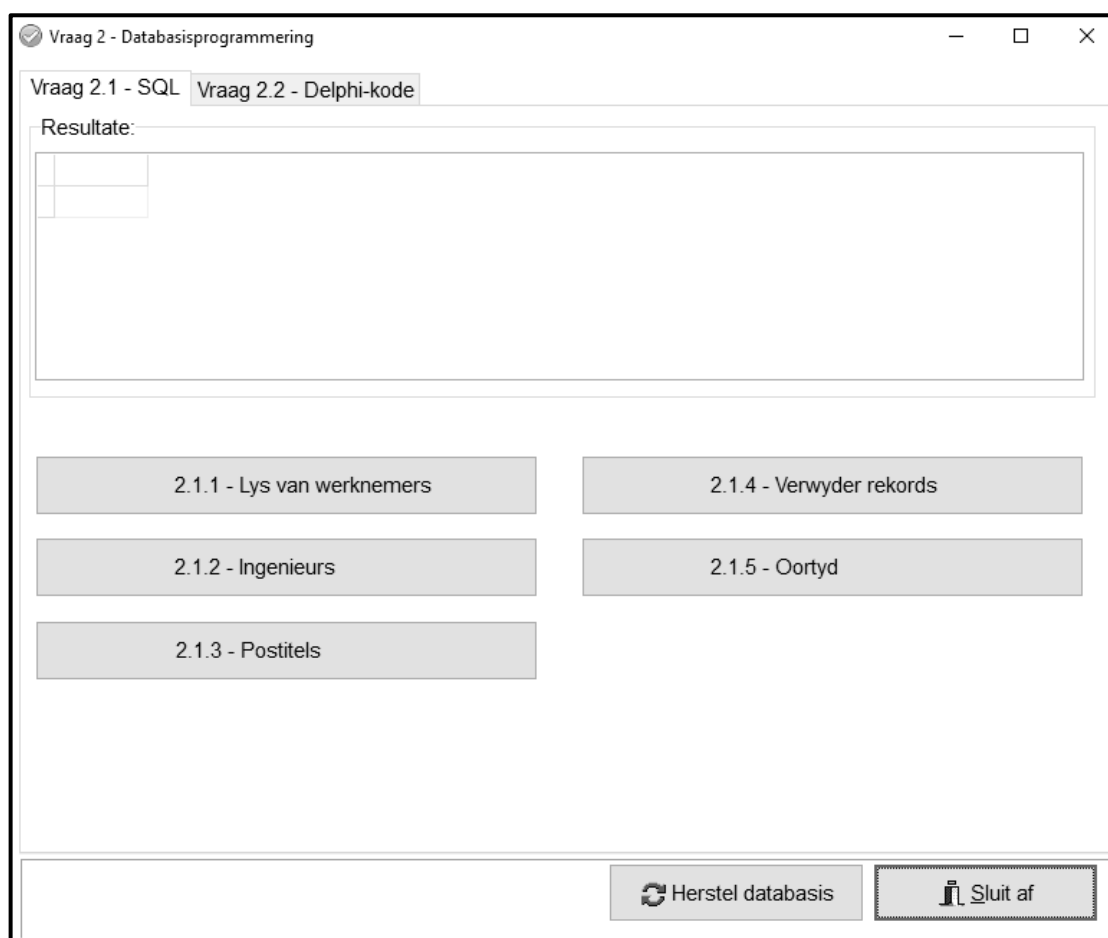 Vraag 2 - Databasisprogrammering
Vraag 2.1 - SQL Vraag 2.2 - Delphi-kode
Resultate:
2.1.1 - Lys van werknemers
2.1.4 - Verwyder rekords
2.1.2 - Ingenieurs
2.1.5 - Oortyd
2.1.3 - Postitels
Herstel databasis
Sluit af